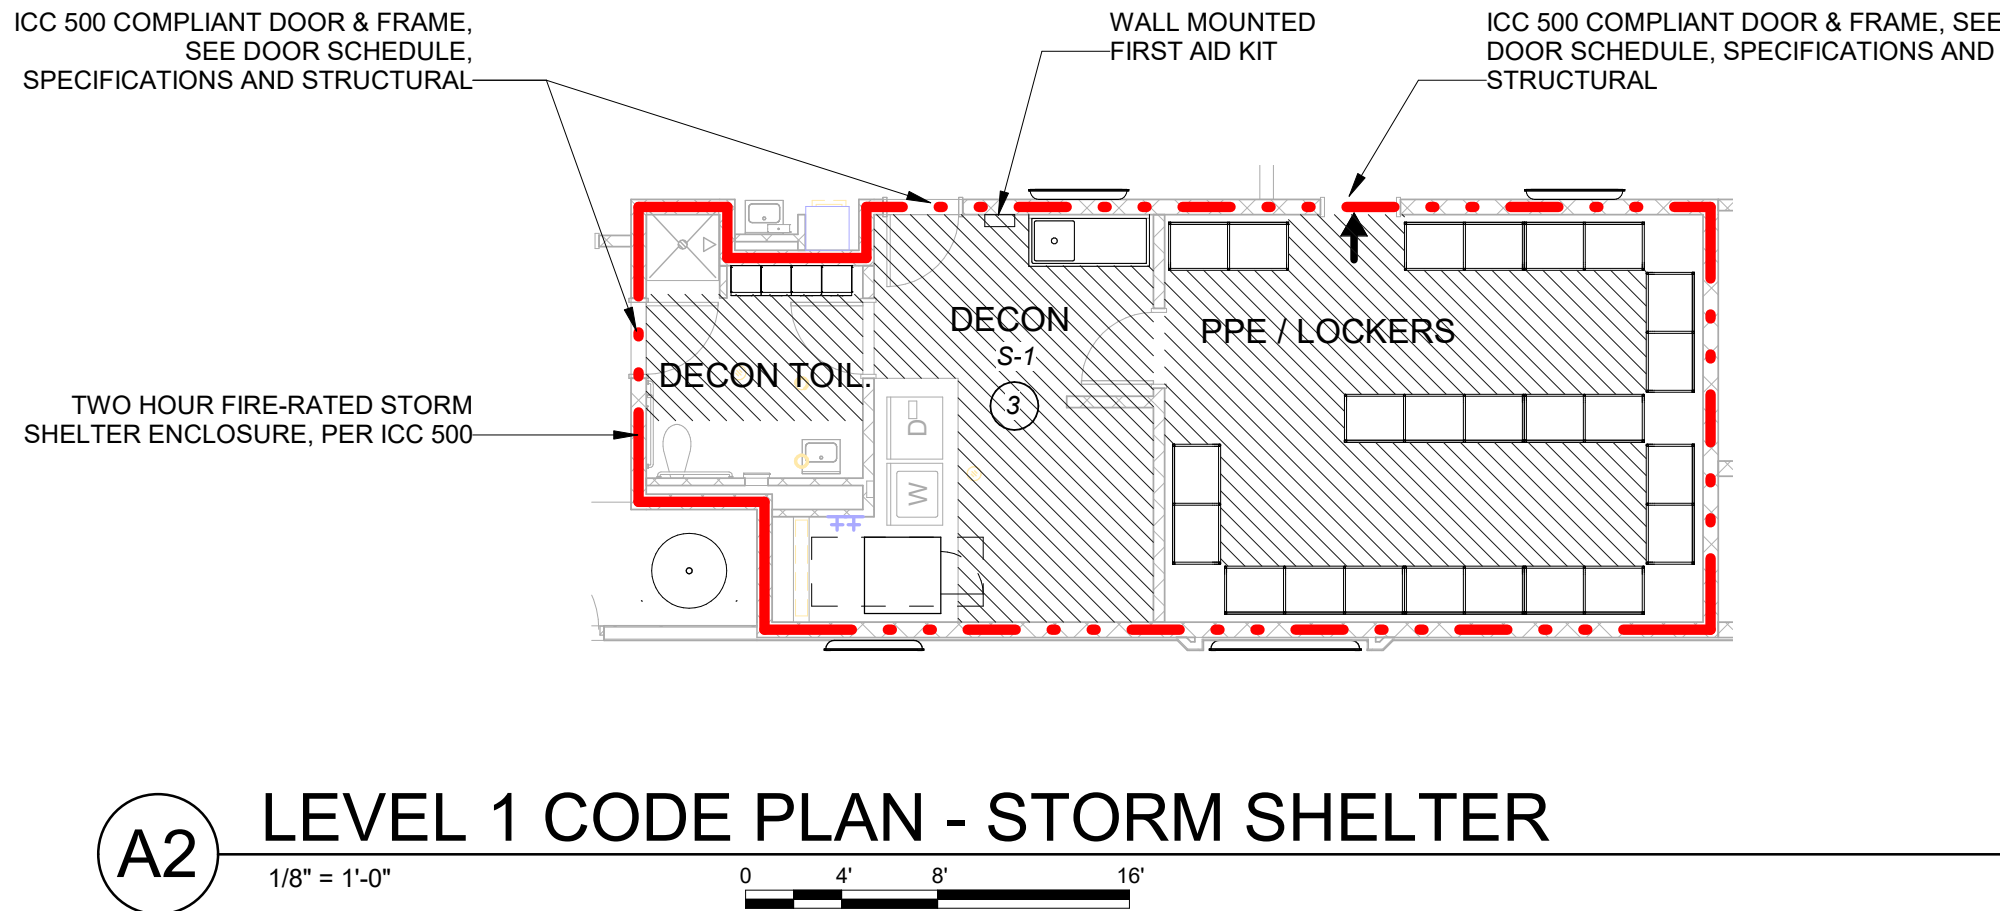 ICC 500 COMPLIANT DOOR & FRAME,
SEE DOOR SCHEDULE,
SPECIFICATIONS AND STRUCTURAL
WALL MOUNTED
FIRST AID KIT
ICC 500 COMPLIANT DOOR & FRAME, SEE
DOOR SCHEDULE, SPECIFICATIONS AND
STRUCTURAL
TWO HOUR FIRE-RATED STORM
SHELTER ENCLOSURE, PER ICC 500
DECON TOIL.
DECON
S-1
3
PPE / LOCKERS
D
W
A2
LEVEL 1 CODE PLAN - STORM SHELTER
1/8" = 1'-0"
0 4' 8' 16'